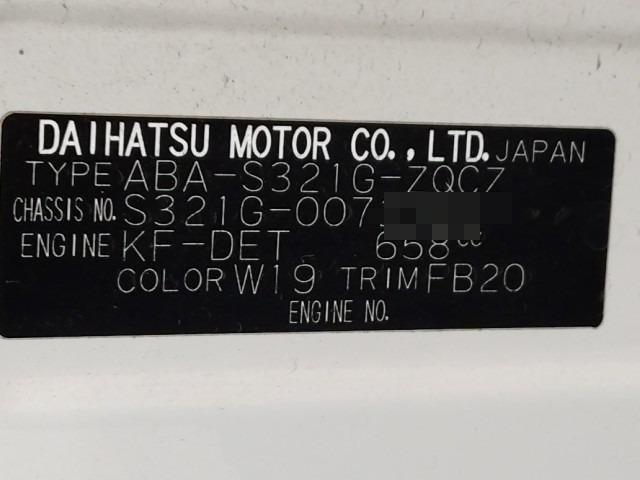 DAIHATSU MOTOR CO., LTD. JAPAN
TYPE ABA-S321G-ZQCZ
CHASSIS NO. S321G-007
ENGINE KF-DET 658cc
COLOR W19 TRIM FB20
ENGINE NO.